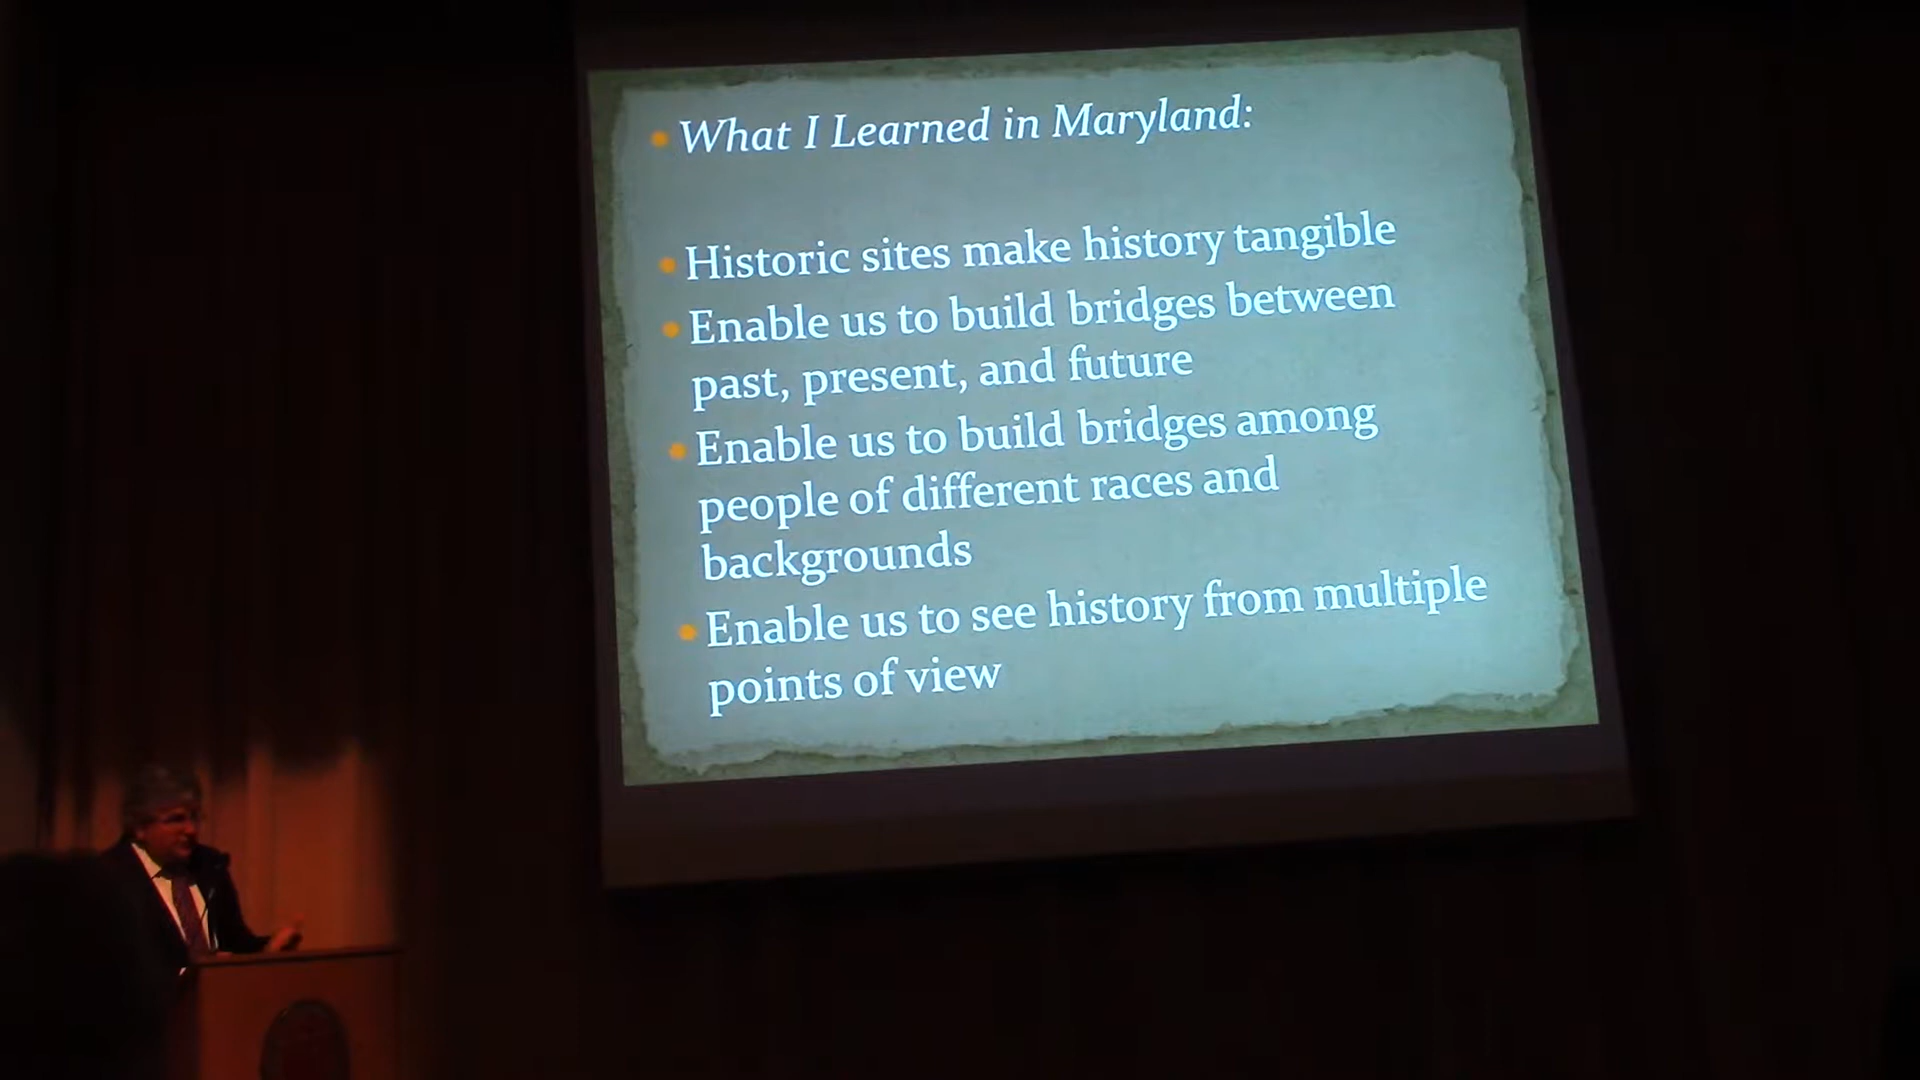 What I Learned in Maryland:
Historic sites make history tangible
Enable us to build bridges between
past, present, and future
Enable us to build bridges among
people of different races and
backgrounds
Enable us to see history from multiple
points of view